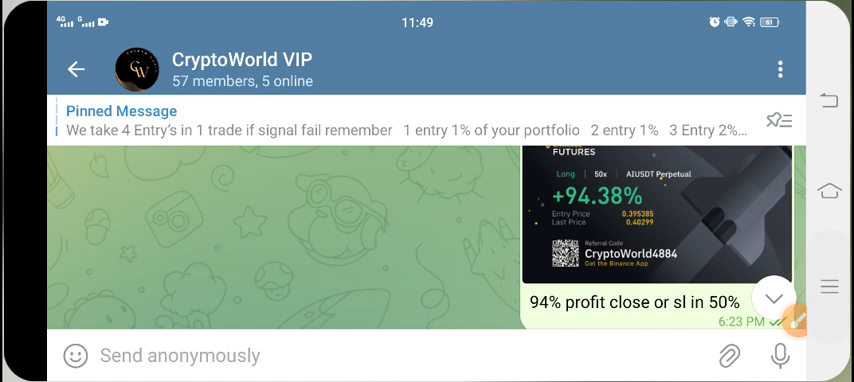 4G G 11:49 61
CryptoWorld VIP
57 members, 5 online
Pinned Message
We take 4 Entry's in 1 trade if signal fail remember 1 entry 1% of your portfolio 2 entry 1% 3 Entry 2%...
FUTURES
Long | 50x | AIUSDT Perpetual
+94.38%
Entry Price 0.395385
Last Price 0.40299
Referral Code
CryptoWorld4884
Get the Binance App
94% profit close or sl in 50%
6:23 PM
Send anonymously